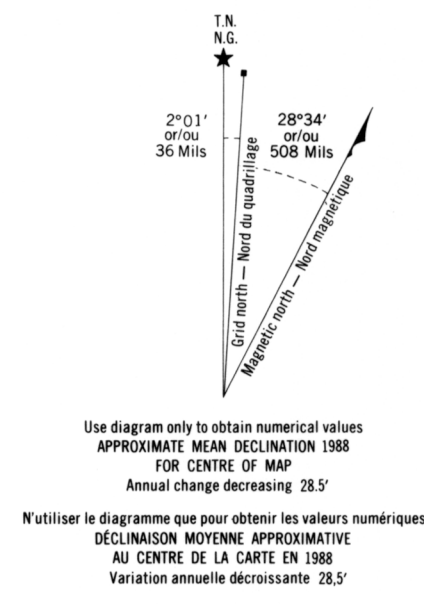 T.N.
N.G.
2°01′
or/ou
36 Mils
28°34′
or/ou
508 Mils
Grid north — Nord du quadrillage
Magnetic north — Nord magnetique
Use diagram only to obtain numerical values
APPROXIMATE MEAN DECLINATION 1988
FOR CENTRE OF MAP
Annual change decreasing 28.5′
N'utiliser le diagramme que pour obtenir les valeurs numériques
DÉCLINAISON MOYENNE APPROXIMATIVE
AU CENTRE DE LA CARTE EN 1988
Variation annuelle décroissante 28,5′